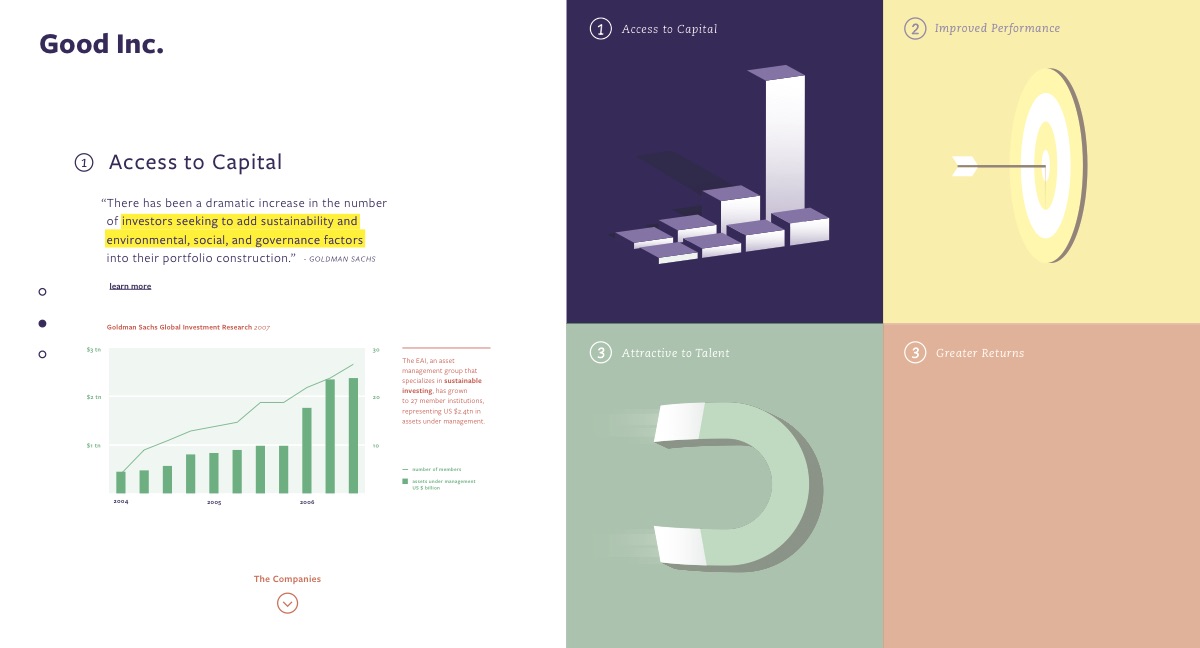 Good Inc.
1 Access to Capital
“There has been a dramatic increase in the number
of investors seeking to add sustainability and
environmental, social, and governance factors
into their portfolio construction.” - GOLDMAN SACHS
learn more
Goldman Sachs Global Investment Research 2007
$3 tn
$2 tn
$1 tn
30
20
10
2004
2005
2006
The EAI, an asset
management group that
specializes in sustainable
investing, has grown
to 27 member institutions,
representing US $2.4tn in
assets under management.
number of members
assets under management
US $ billion
The Companies
1 Access to Capital
2 Improved Performance
3 Attractive to Talent
3 Greater Returns